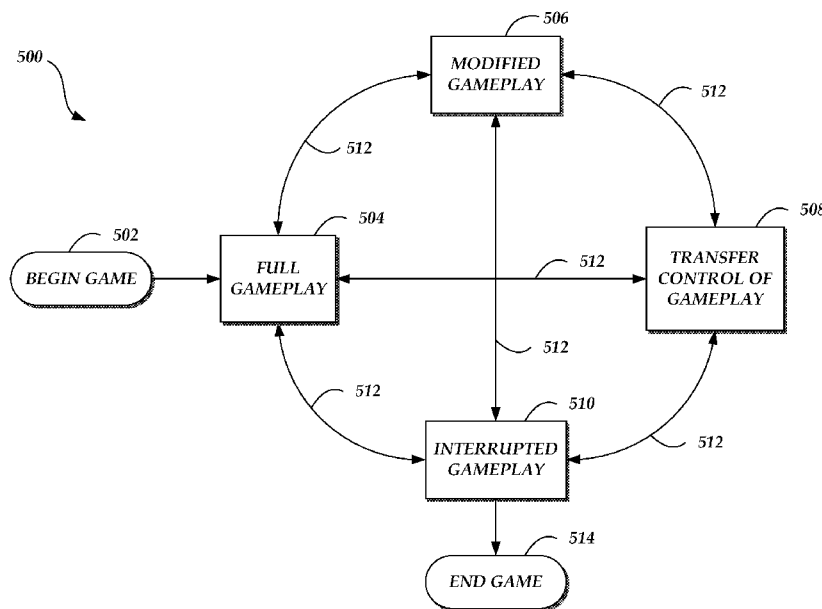 500
506
MODIFIED
GAMEPLAY
512
512
502
504
508
BEGIN GAME
FULL
GAMEPLAY
512
TRANSFER
CONTROL OF
GAMEPLAY
512
512
510
512
INTERRUPTED
GAMEPLAY
514
END GAME